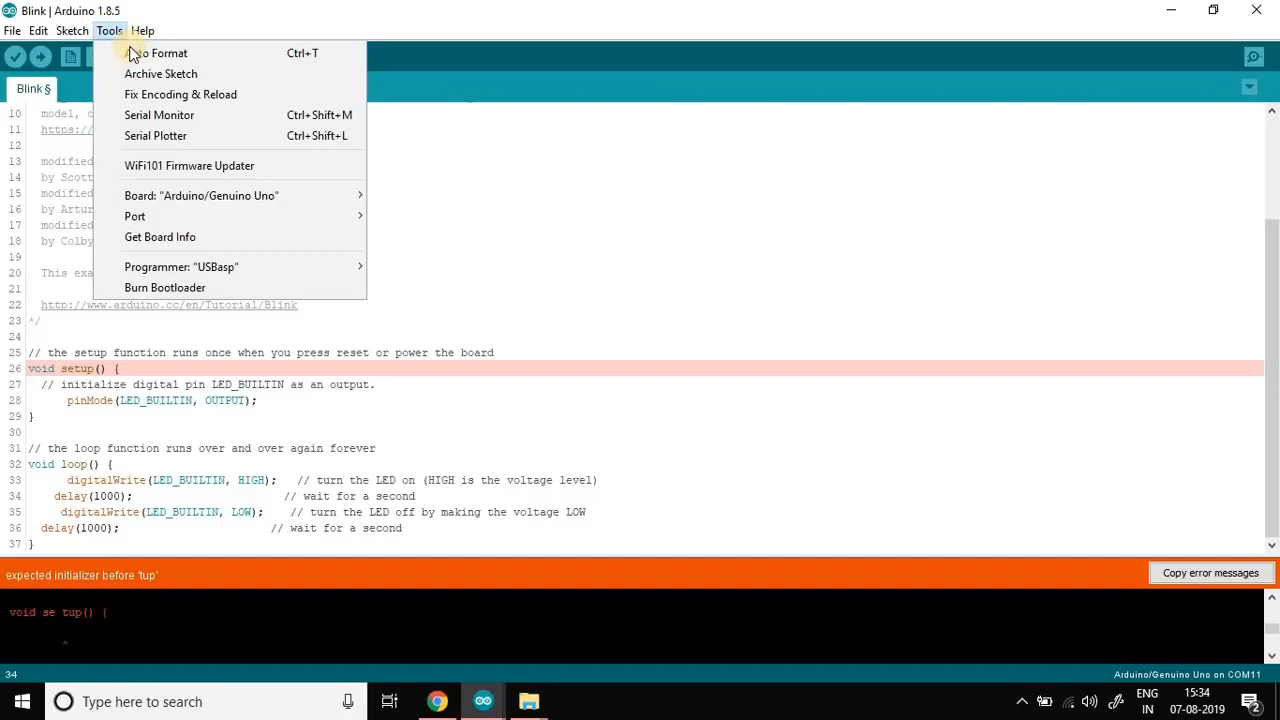 Blink | Arduino 1.8.5
File Edit Sketch Tools Help
Format Ctrl+T
Archive Sketch
Fix Encoding & Reload
Serial Monitor Ctrl+Shift+M
Serial Plotter Ctrl+Shift+L
WiFi101 Firmware Updater
Board: "Arduino/Genuino Uno"
Port
Get Board Info
Programmer: "USBasp"
Burn Bootloader
Blink §
10 model, c
11 https:/
12
13 modified
14 by Scott
15 modified
16 by Artur
17 modified
18 by Colby
19
20 This exa
21
22 http://www.arduino.cc/en/Tutorial/Blink
23 */
24
25 // the setup function runs once when you press reset or power the board
26 void setup() {
27 // initialize digital pin LED_BUILTIN as an output.
28 pinMode(LED_BUILTIN, OUTPUT);
29 }
30
31 // the loop function runs over and over again forever
32 void loop() {
33 digitalWrite(LED_BUILTIN, HIGH); // turn the LED on (HIGH is the voltage level)
34 delay(1000); // wait for a second
35 digitalWrite(LED_BUILTIN, LOW); // turn the LED off by making the voltage LOW
36 delay(1000); // wait for a second
37 }
expected initializer before 'tup'
Copy error messages
void se tup() {
^
34
Arduino/Genuino Uno on COM11
Type here to search
ENG 15:34
IN 07-08-2019
2